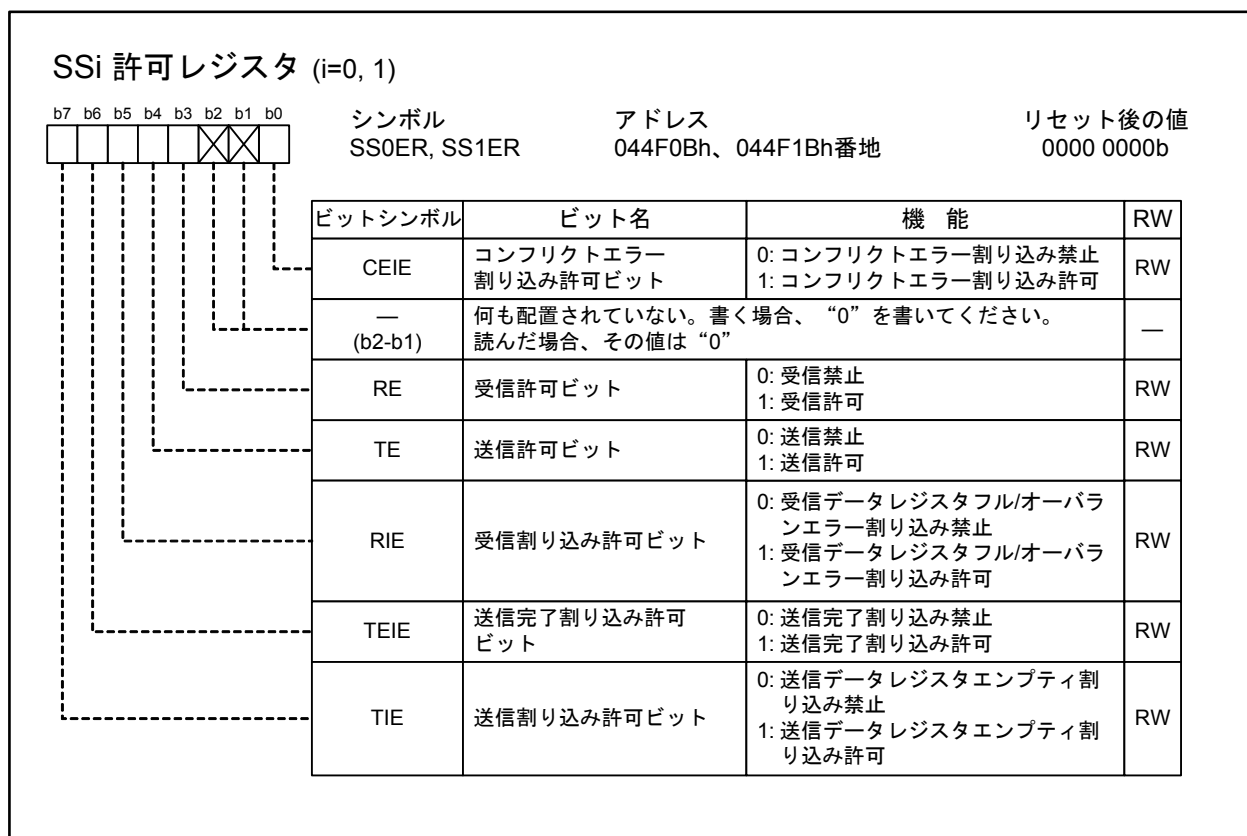 SSi 許可レジスタ (i=0, 1)
b7 b6 b5 b4 b3 b2 b1 b0
シンボル アドレス リセット後の値
SS0ER, SS1ER 044F0Bh、044F1Bh番地 0000 0000b
ビットシンボル ビット名 機 能 RW
CEIE コンフリクトエラー 0: コンフリクトエラー割り込み禁止 RW
割り込み許可ビット 1: コンフリクトエラー割り込み許可
— 何も配置されていない。書く場合、“0”を書いてください。 —
(b2-b1) 読んだ場合、その値は“0”
RE 受信許可ビット 0: 受信禁止 RW
1: 受信許可
TE 送信許可ビット 0: 送信禁止 RW
1: 送信許可
RIE 受信割り込み許可ビット 0: 受信データレジスタフル/オーバラ RW
ンエラー割り込み禁止
1: 受信データレジスタフル/オーバラ
ンエラー割り込み許可
TEIE 送信完了割り込み許可 0: 送信完了割り込み禁止 RW
ビット 1: 送信完了割り込み許可
TIE 送信割り込み許可ビット 0: 送信データレジスタエンプティ割 RW
り込み禁止
1: 送信データレジスタエンプティ割
り込み許可